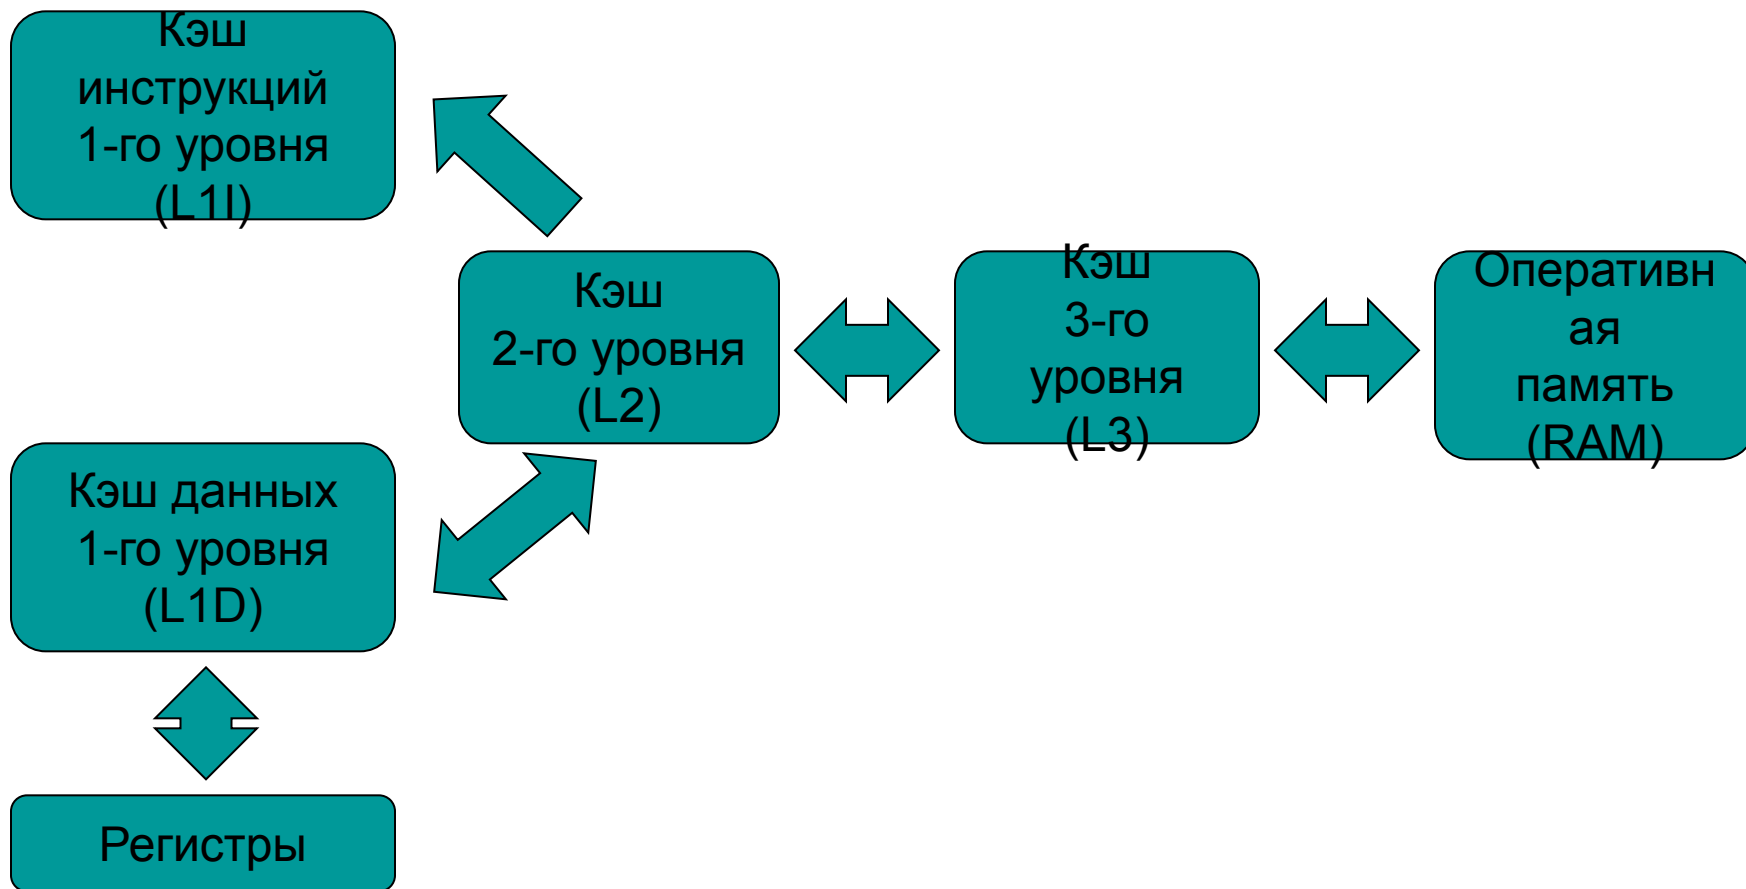 Кэш
инструкций
1-го уровня
(L1I)
Кэш
2-го уровня
(L2)
Кэш
3-го
уровня
(L3)
Оперативн
ая
память
(RAM)
Кэш данных
1-го уровня
(L1D)
Регистры